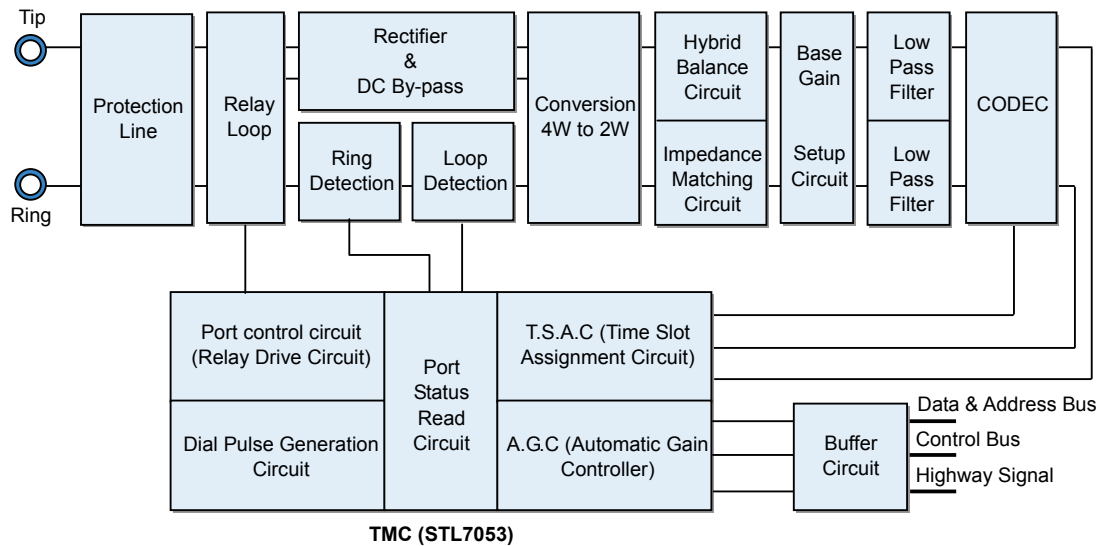 Tip
Ring
Protection
Line
Relay
Loop
Rectifier
&
DC By-pass
Ring
Detection
Loop
Detection
Conversion
4W to 2W
Hybrid
Balance
Circuit
Impedance
Matching
Circuit
Base
Gain
Setup
Circuit
Low
Pass
Filter
Low
Pass
Filter
CODEC
Port control circuit
(Relay Drive Circuit)
Dial Pulse Generation
Circuit
Port
Status
Read
Circuit
T.S.A.C (Time Slot
Assignment Circuit)
A.G.C (Automatic Gain
Controller)
Buffer
Circuit
Data & Address Bus
Control Bus
Highway Signal
TMC (STL7053)